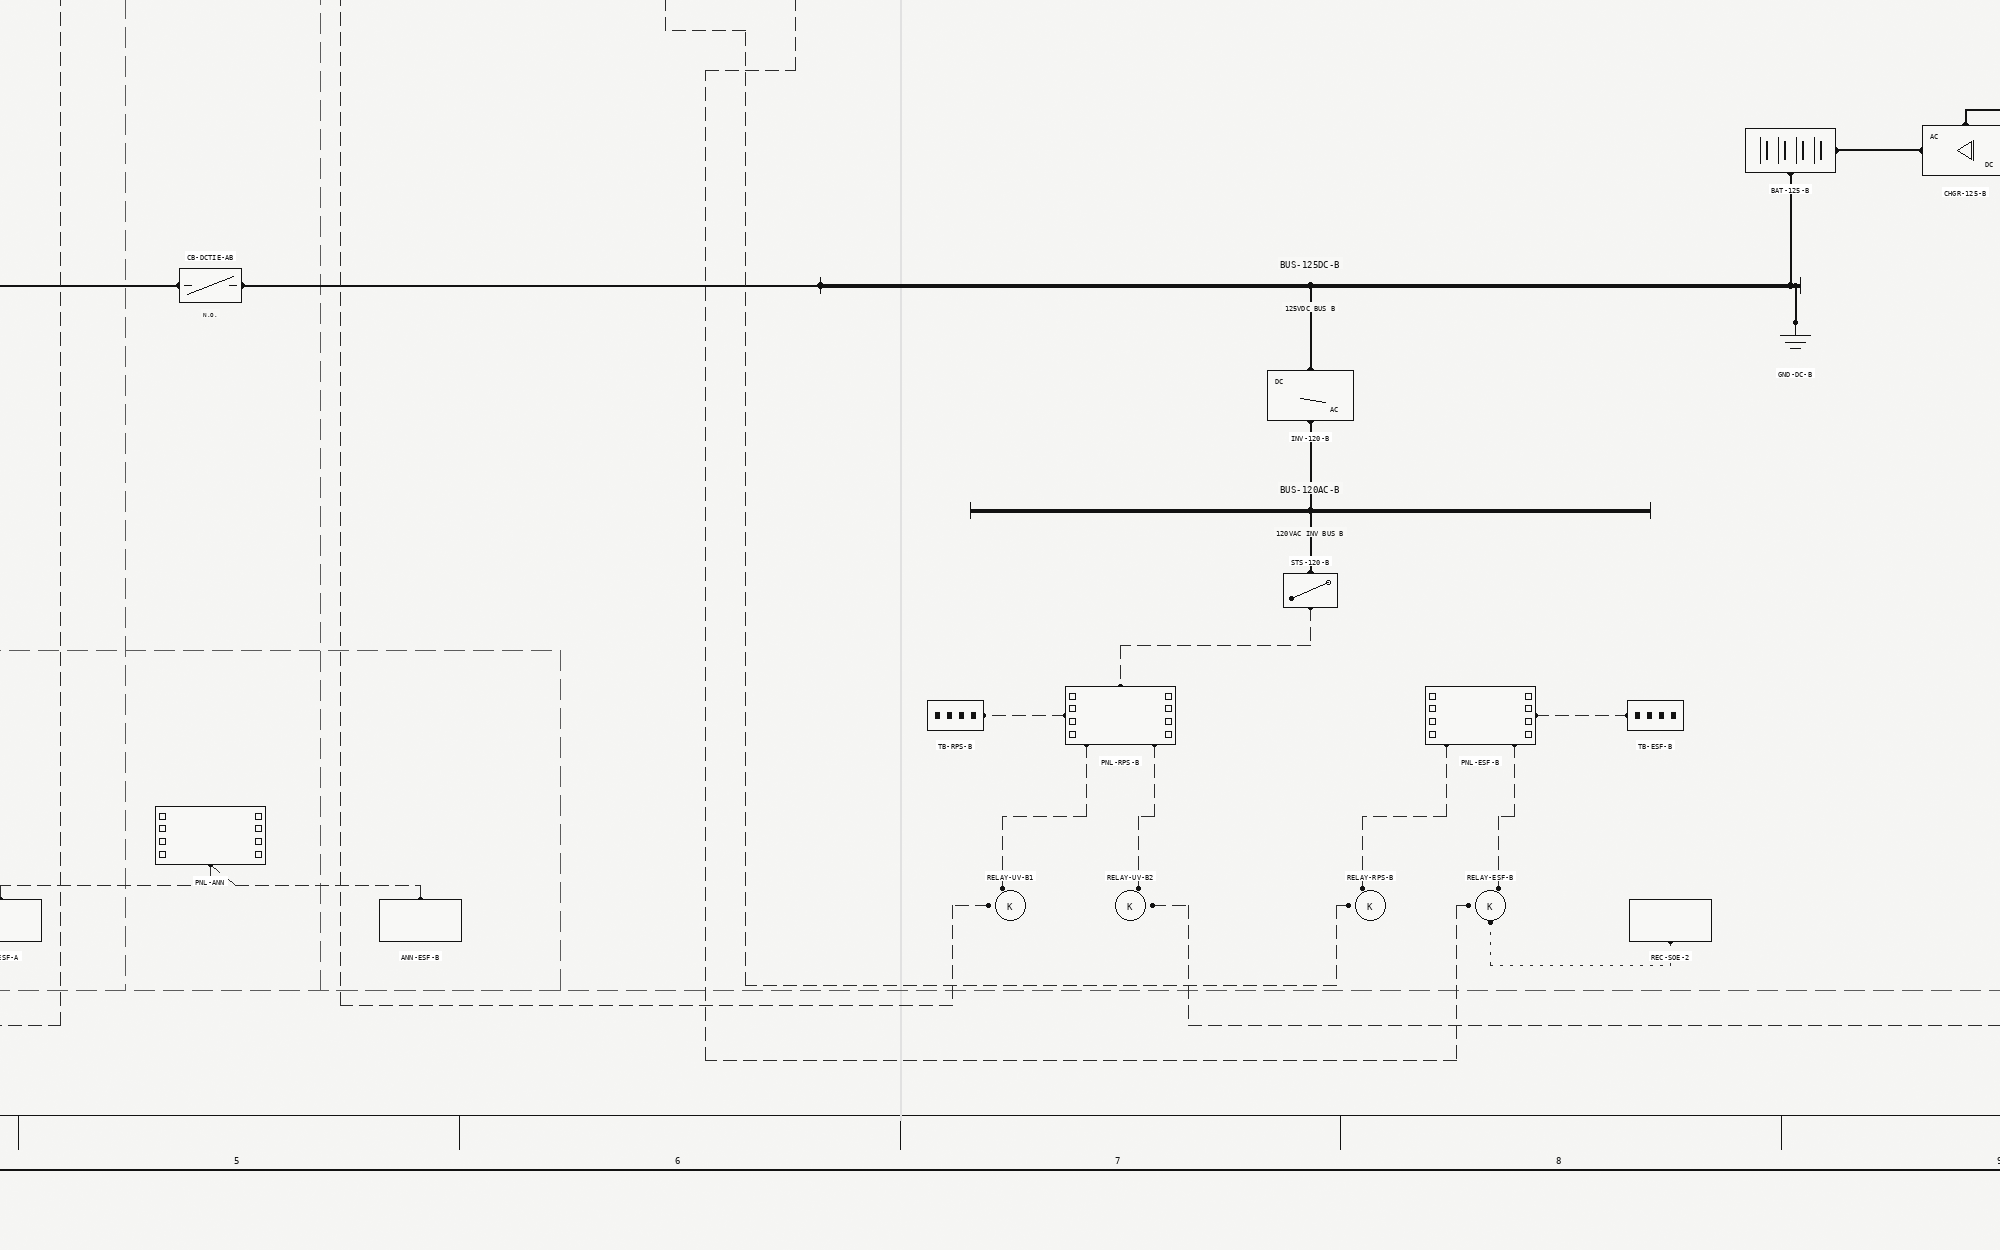 AC
DC
BAT-125-B
CHGR-125-B
CB-DCTIE-AB
N.O.
BUS-125DC-B
125VDC BUS B
GND-DC-B
DC
AC
INV-120-B
BUS-120AC-B
120VAC INV BUS B
STS-120-B
TB-RPS-B
PNL-RPS-B
PNL-ESF-B
TB-ESF-B
PNL-ANN
RELAY-UV-B1
RELAY-UV-B2
RELAY-RPS-B
RELAY-ESF-B
K
K
K
K
SF-A
ANN-ESF-B
REC-SOE-2
5
6
7
8
9